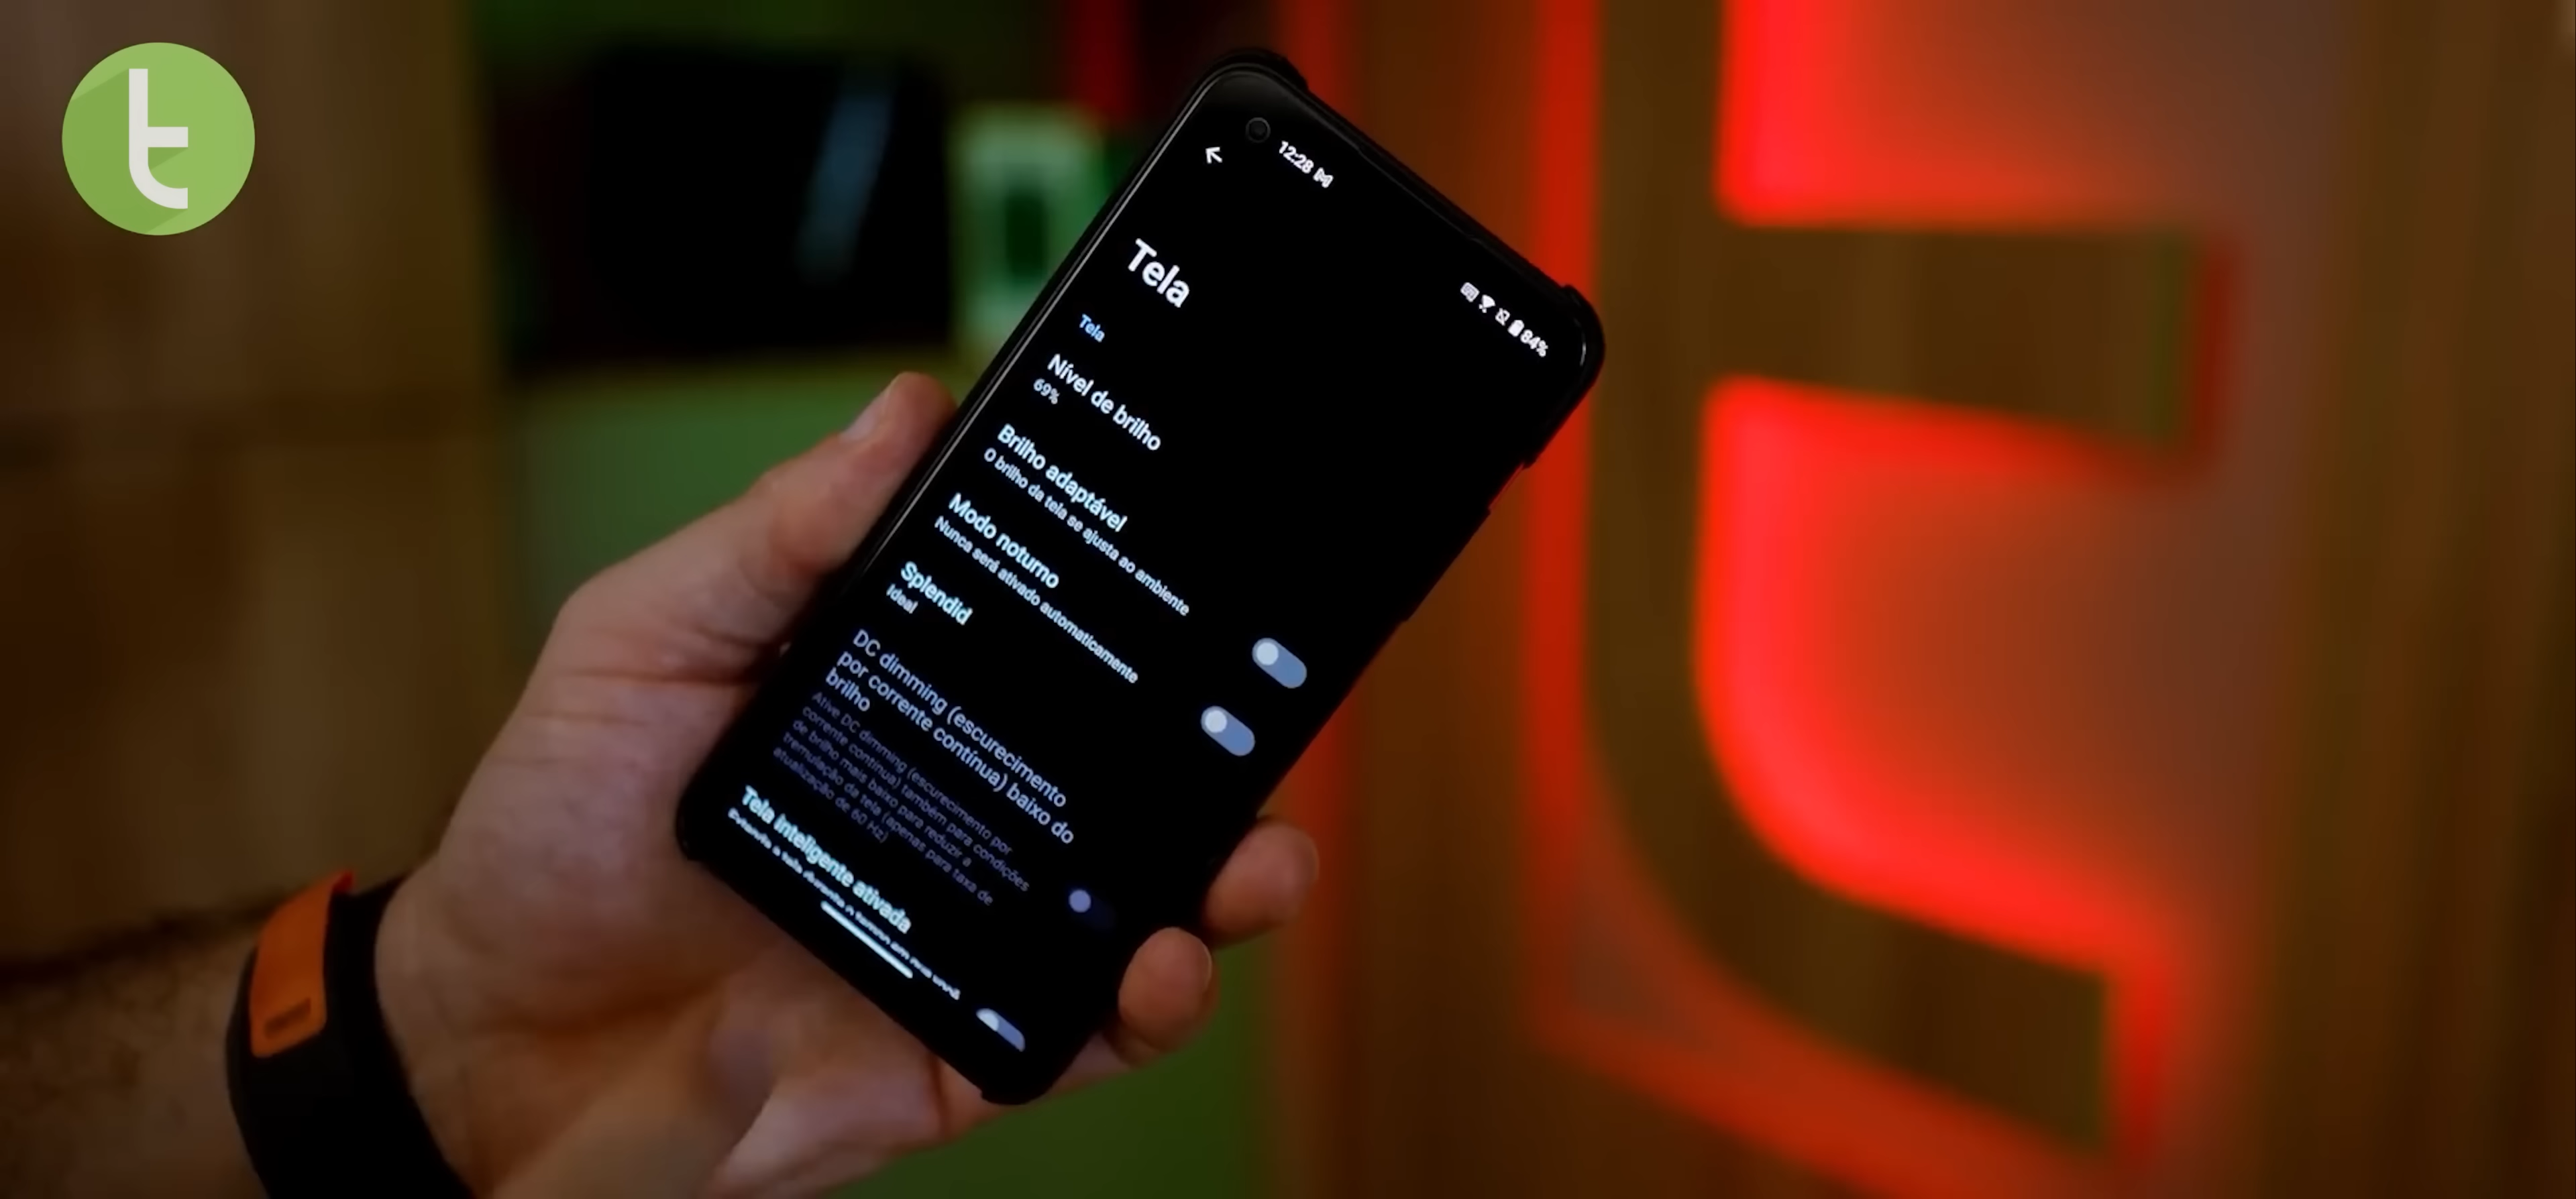 t
12:28
84%
Tela
Tela
Nível de brilho
69%
Brilho adaptável
O brilho da tela se ajusta ao ambiente
Modo noturno
Nunca será ativado automaticamente
Splendid
Ideal
DC dimming (escurecimento
por corrente contínua) baixo do
brilho
Ative DC dimming (escurecimento por
corrente contínua) também para condições
de brilho mais baixo para reduzir a
tremulação da tela (apenas para taxa de
atualização de 60 Hz)
Tela inteligente ativada